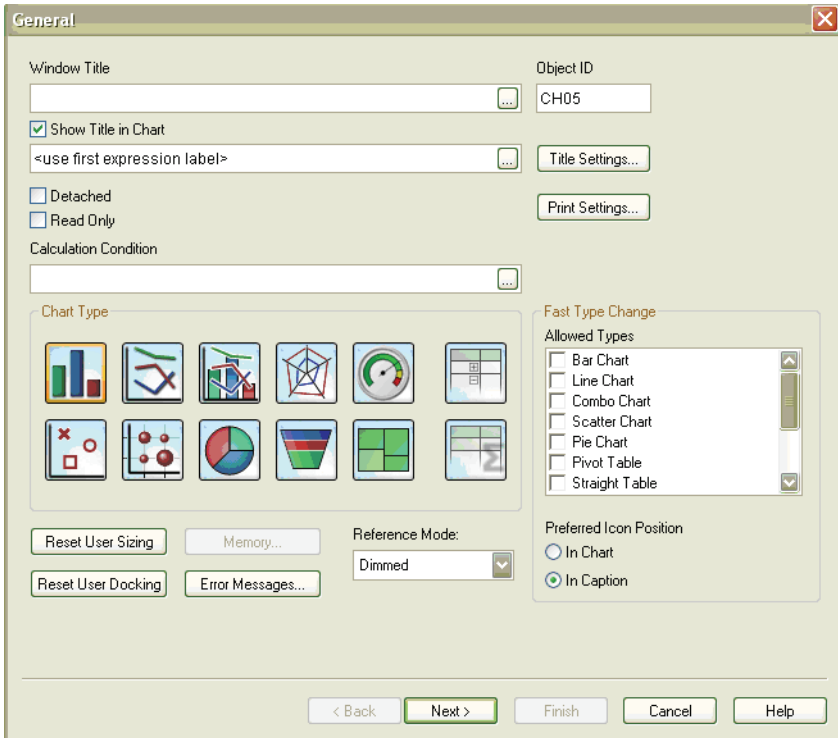 General
Window Title
Object ID
...
CH05
Show Title in Chart
<use first expression label>
...
Title Settings...
Detached
Read Only
Print Settings...
Calculation Condition
...
Chart Type
Fast Type Change
Allowed Types
Bar Chart
Line Chart
Combo Chart
Scatter Chart
Pie Chart
Pivot Table
Straight Table
Reset User Sizing
Memory...
Reference Mode:
Dimmed
Preferred Icon Position
In Chart
In Caption
Reset User Docking
Error Messages...
< Back
Next >
Finish
Cancel
Help